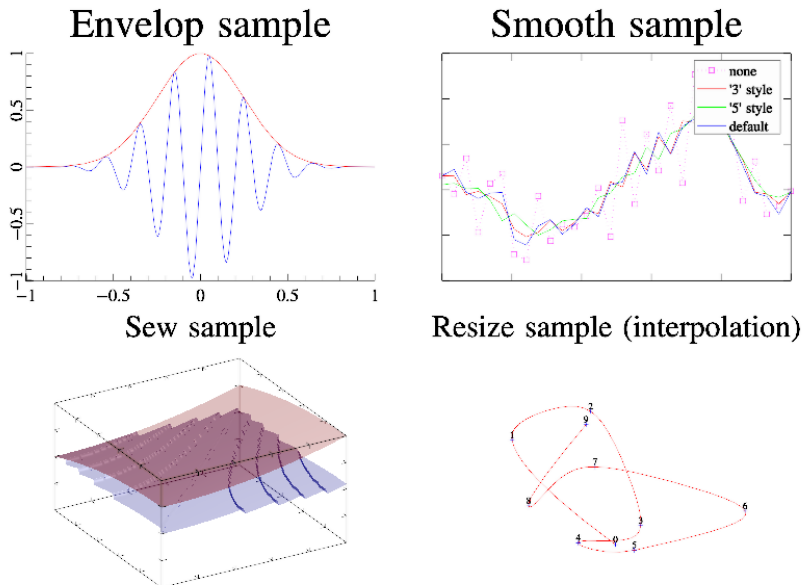 Envelop sample
Smooth sample
1
0.5
0
−0.5
−1
−1
−0.5
0
0.5
1
none
'3' style
'5' style
default
Sew sample
Resize sample (interpolation)
2
9
1
7
8
6
3
4
0
5